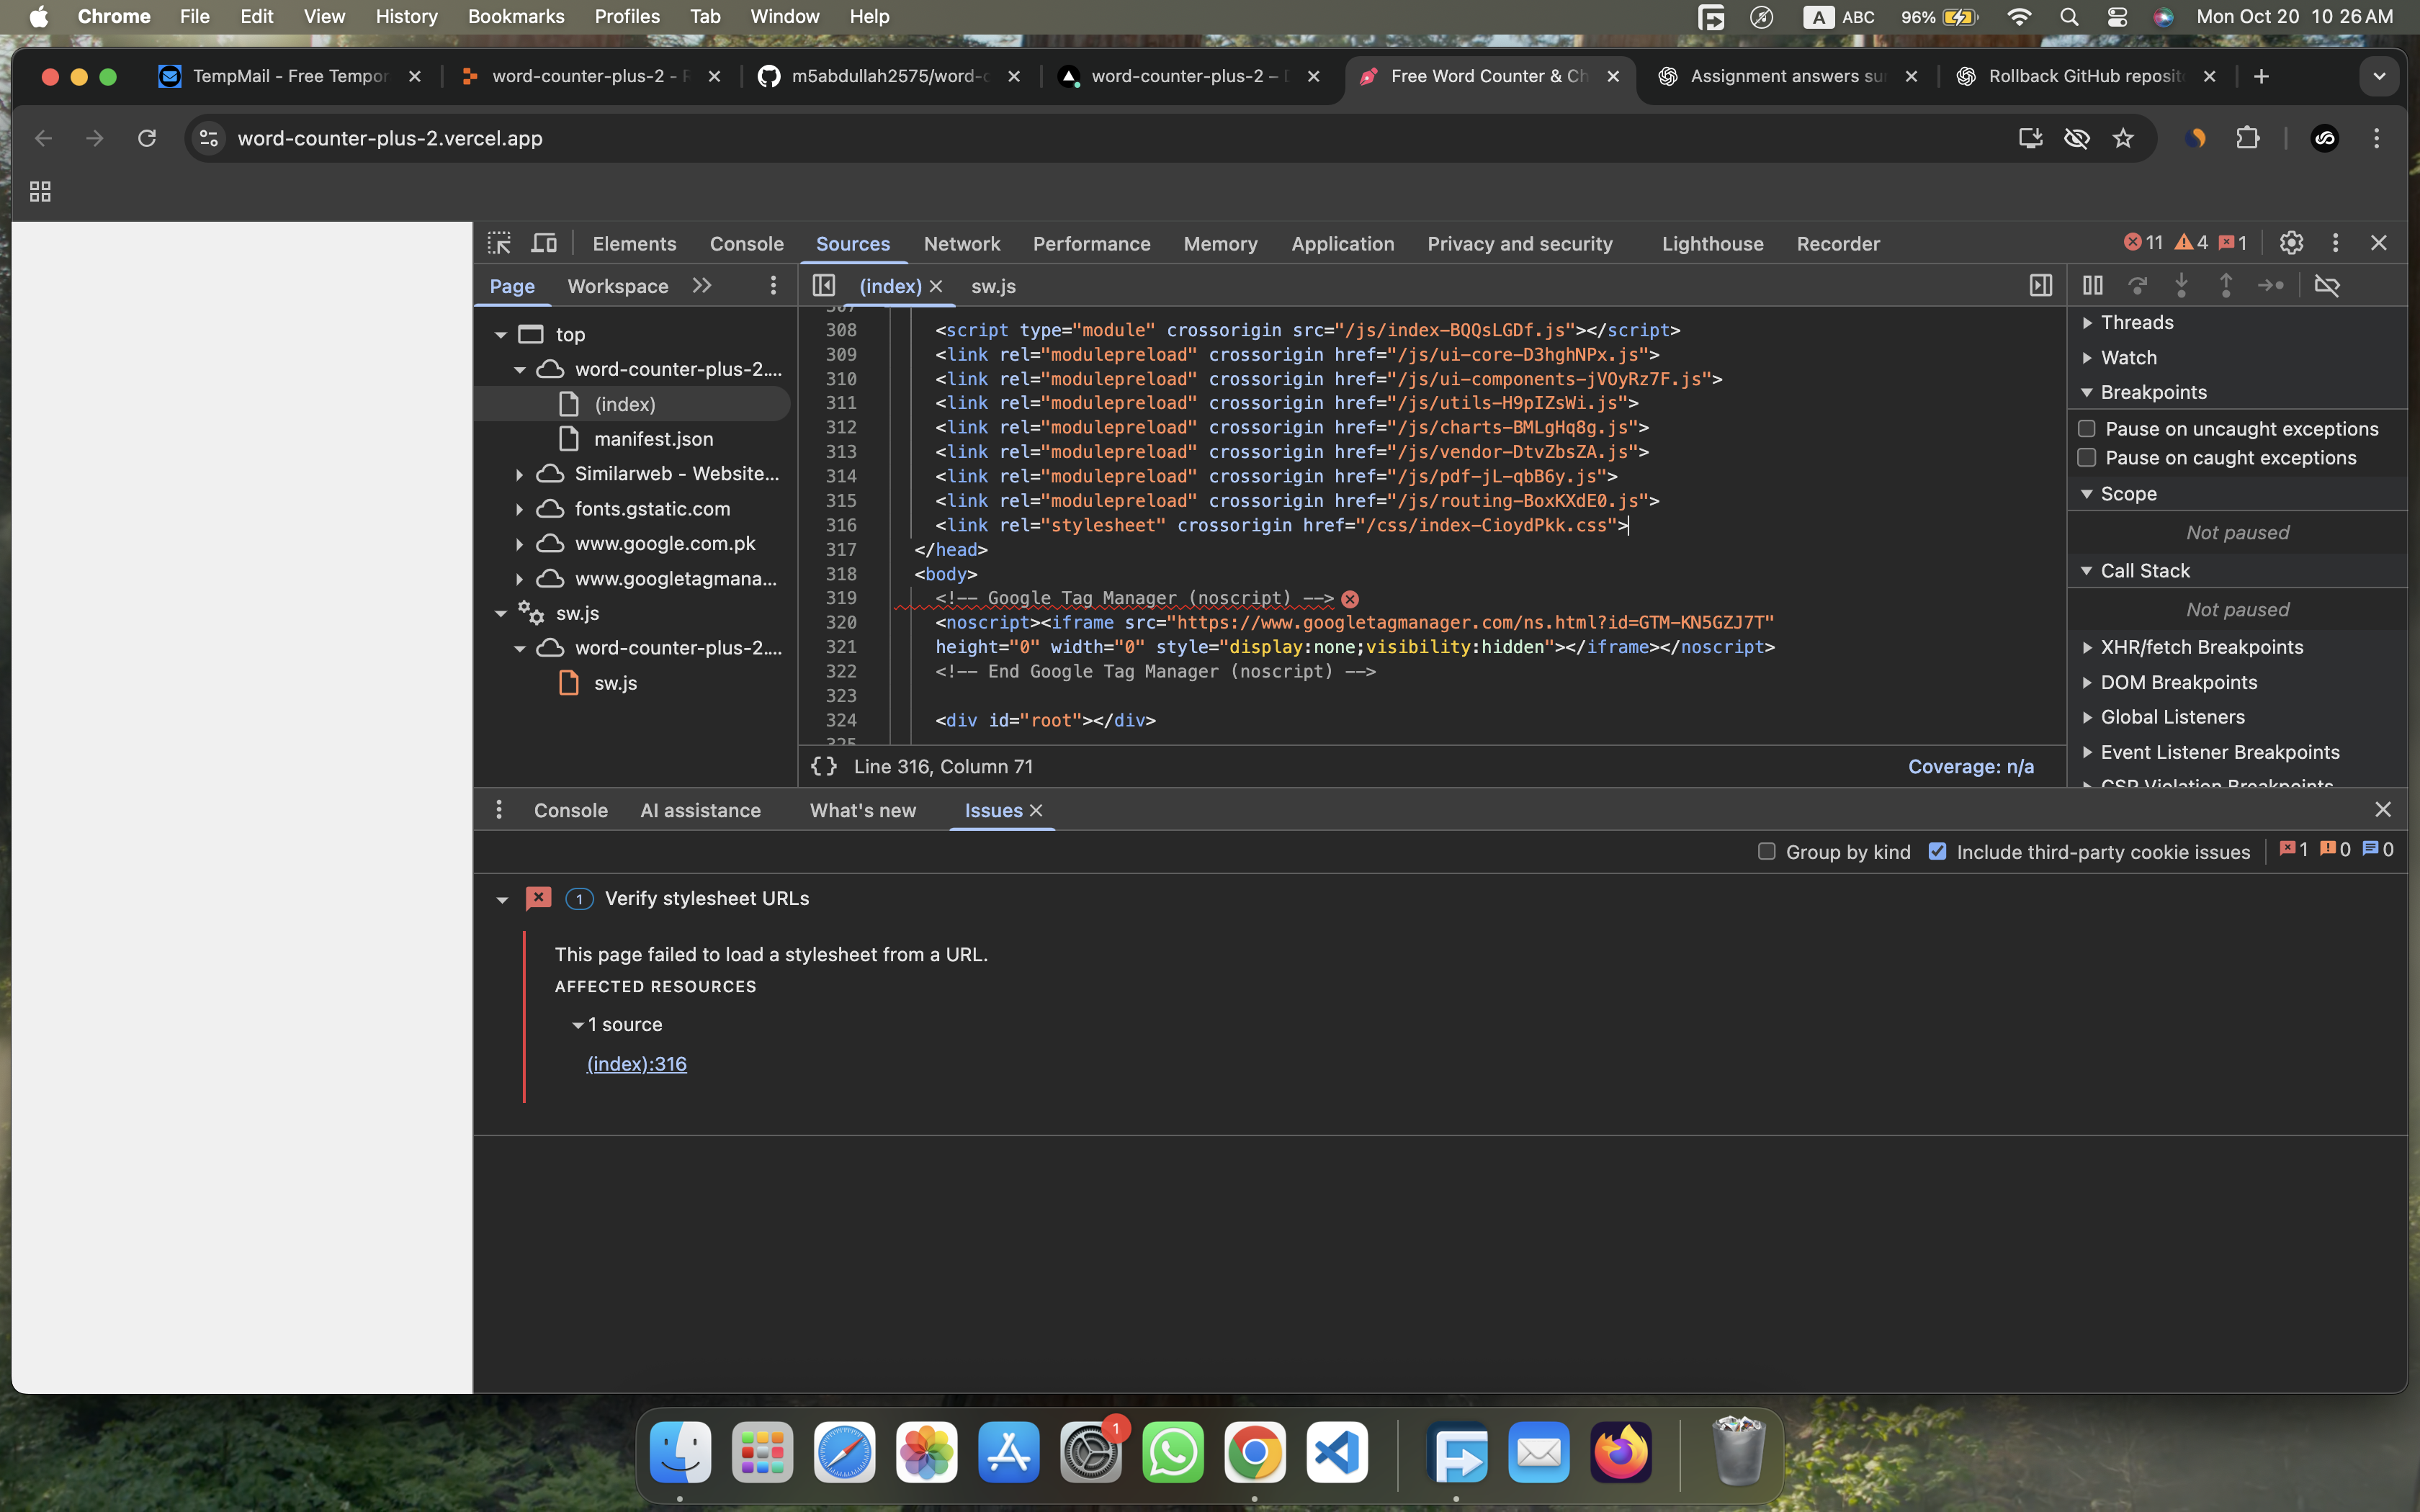 Chrome File Edit View History Bookmarks Profiles Tab Window Help
A ABC 96% Mon Oct 20 10 26 AM
TempMail - Free Tempor
word-counter-plus-2 - R
m5abdullah2575/word-c
word-counter-plus-2 –
Free Word Counter & Ch
Assignment answers su
Rollback GitHub reposit
word-counter-plus-2.vercel.app
Elements Console Sources Network Performance Memory Application Privacy and security Lighthouse Recorder 11 4 1
Page Workspace
(index) sw.js
top
word-counter-plus-2....
(index)
manifest.json
Similarweb - Website...
fonts.gstatic.com
www.google.com.pk
www.googletagmana...
sw.js
word-counter-plus-2....
sw.js
307
308 <script type="module" crossorigin src="/js/index-BQQsLGDf.js"></script>
309 <link rel="modulepreload" crossorigin href="/js/ui-core-D3hghNPx.js">
310 <link rel="modulepreload" crossorigin href="/js/ui-components-jVOyRz7F.js">
311 <link rel="modulepreload" crossorigin href="/js/utils-H9pIZsWi.js">
312 <link rel="modulepreload" crossorigin href="/js/charts-BMLgHq8g.js">
313 <link rel="modulepreload" crossorigin href="/js/vendor-DtvZbsZA.js">
314 <link rel="modulepreload" crossorigin href="/js/pdf-jL-qbB6y.js">
315 <link rel="modulepreload" crossorigin href="/js/routing-BoxKXdE0.js">
316 <link rel="stylesheet" crossorigin href="/css/index-CioydPkk.css">
317 </head>
318 <body>
319 <!-- Google Tag Manager (noscript) -->
320 <noscript><iframe src="https://www.googletagmanager.com/ns.html?id=GTM-KN5GZJ7T"
321 height="0" width="0" style="display:none;visibility:hidden"></iframe></noscript>
322 <!-- End Google Tag Manager (noscript) -->
323
324 <div id="root"></div>
325
{} Line 316, Column 71
Coverage: n/a
Threads
Watch
Breakpoints
Pause on uncaught exceptions
Pause on caught exceptions
Scope
Not paused
Call Stack
Not paused
XHR/fetch Breakpoints
DOM Breakpoints
Global Listeners
Event Listener Breakpoints
CSP Violation Breakpoints
Console AI assistance What's new Issues
Group by kind Include third-party cookie issues 1 0 0
1 Verify stylesheet URLs
This page failed to load a stylesheet from a URL.
AFFECTED RESOURCES
1 source
(index):316
1